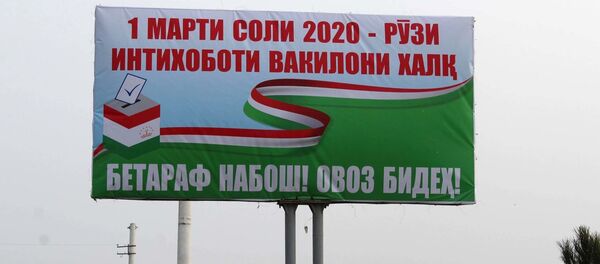 1 МАРТИ СОЛИ 2020 - РӮЗИ
ИНТИХОБОТИ ВАКИЛОНИ ХАЛҚ
БЕТАРАФ НАБОШ! ОВОЗ БИДЕҲ!